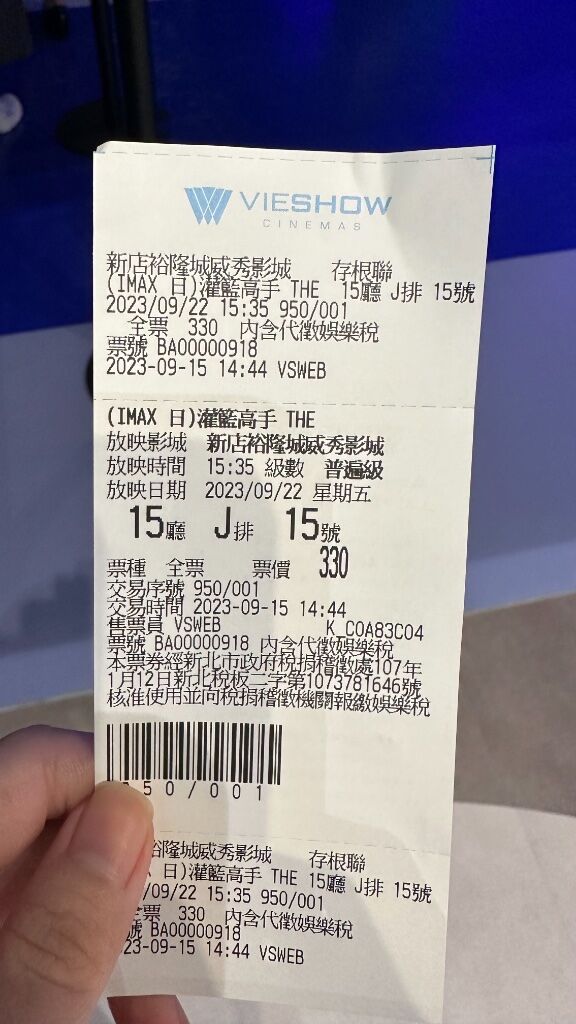 VIESHOW
CINEMAS
新店裕隆城威秀影城 存根聯
(IMAX 日)灌籃高手 THE 15廳 J排 15號
2023/09/22 15:35 950/001
全票 330 內含代徵娛樂稅
票號 BA00000918
2023-09-15 14:44 VSWEB
(IMAX 日)灌籃高手 THE
放映影城 新店裕隆城威秀影城
放映時間 15:35 級數 普遍級
放映日期 2023/09/22 星期五
15廳 J排 15號
票種 全票 票價 330
交易序號 950/001
交易時間 2023-09-15 14:44
售票員 VSWEB K C0A83C04
票號 BA00000918 內含代徵娛樂稅
本票券經新北市政府稅捐稽徵處107年
1月12日新北稅板二字第1073781646號
核准使用並向稅捐稽徵機關報繳娛樂稅
50/001
裕隆城威秀影城 存根聯
日)灌籃高手 THE 15廳 J排 15號
/09/22 15:35 950/001
全票 330 內含代徵娛樂稅
號 BA00000918
23-09-15 14:44 VSWEB